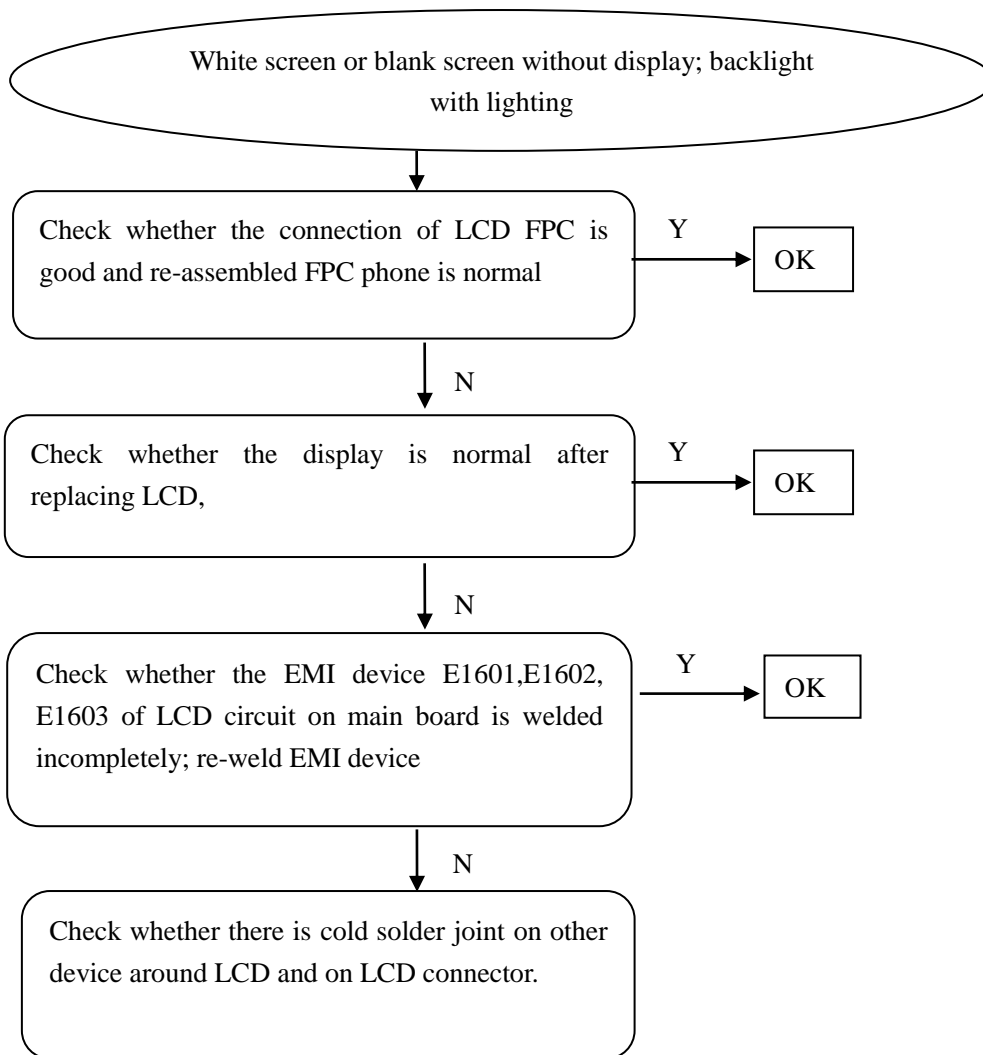 White screen or blank screen without display; backlight
with lighting
Check whether the connection of LCD FPC is
good and re-assembled FPC phone is normal
Y
OK
N
Check whether the display is normal after
replacing LCD,
Y
OK
N
Check whether the EMI device E1601,E1602,
E1603 of LCD circuit on main board is welded
incompletely; re-weld EMI device
Y
OK
N
Check whether there is cold solder joint on other
device around LCD and on LCD connector.